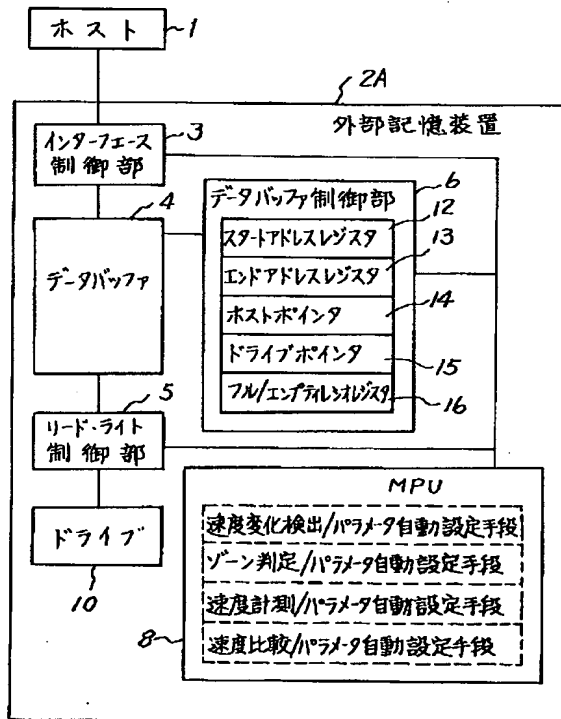 ホスト
1
2A
外部記憶装置
インターフェース
制御部
3
4
データバッファ
データバッファ制御部
6
12
スタートアドレスレジスタ
13
エンドアドレスレジスタ
ホストポインタ
14
ドライブポインタ
15
フル/エンプティレシオレジスタ
16
5
リード・ライト
制御部
ドライブ
10
MPU
速度変化検出/パラメータ自動設定手段
ゾーン判定/パラメータ自動設定手段
速度計測/パラメータ自動設定手段
速度比較/パラメータ自動設定手段
8